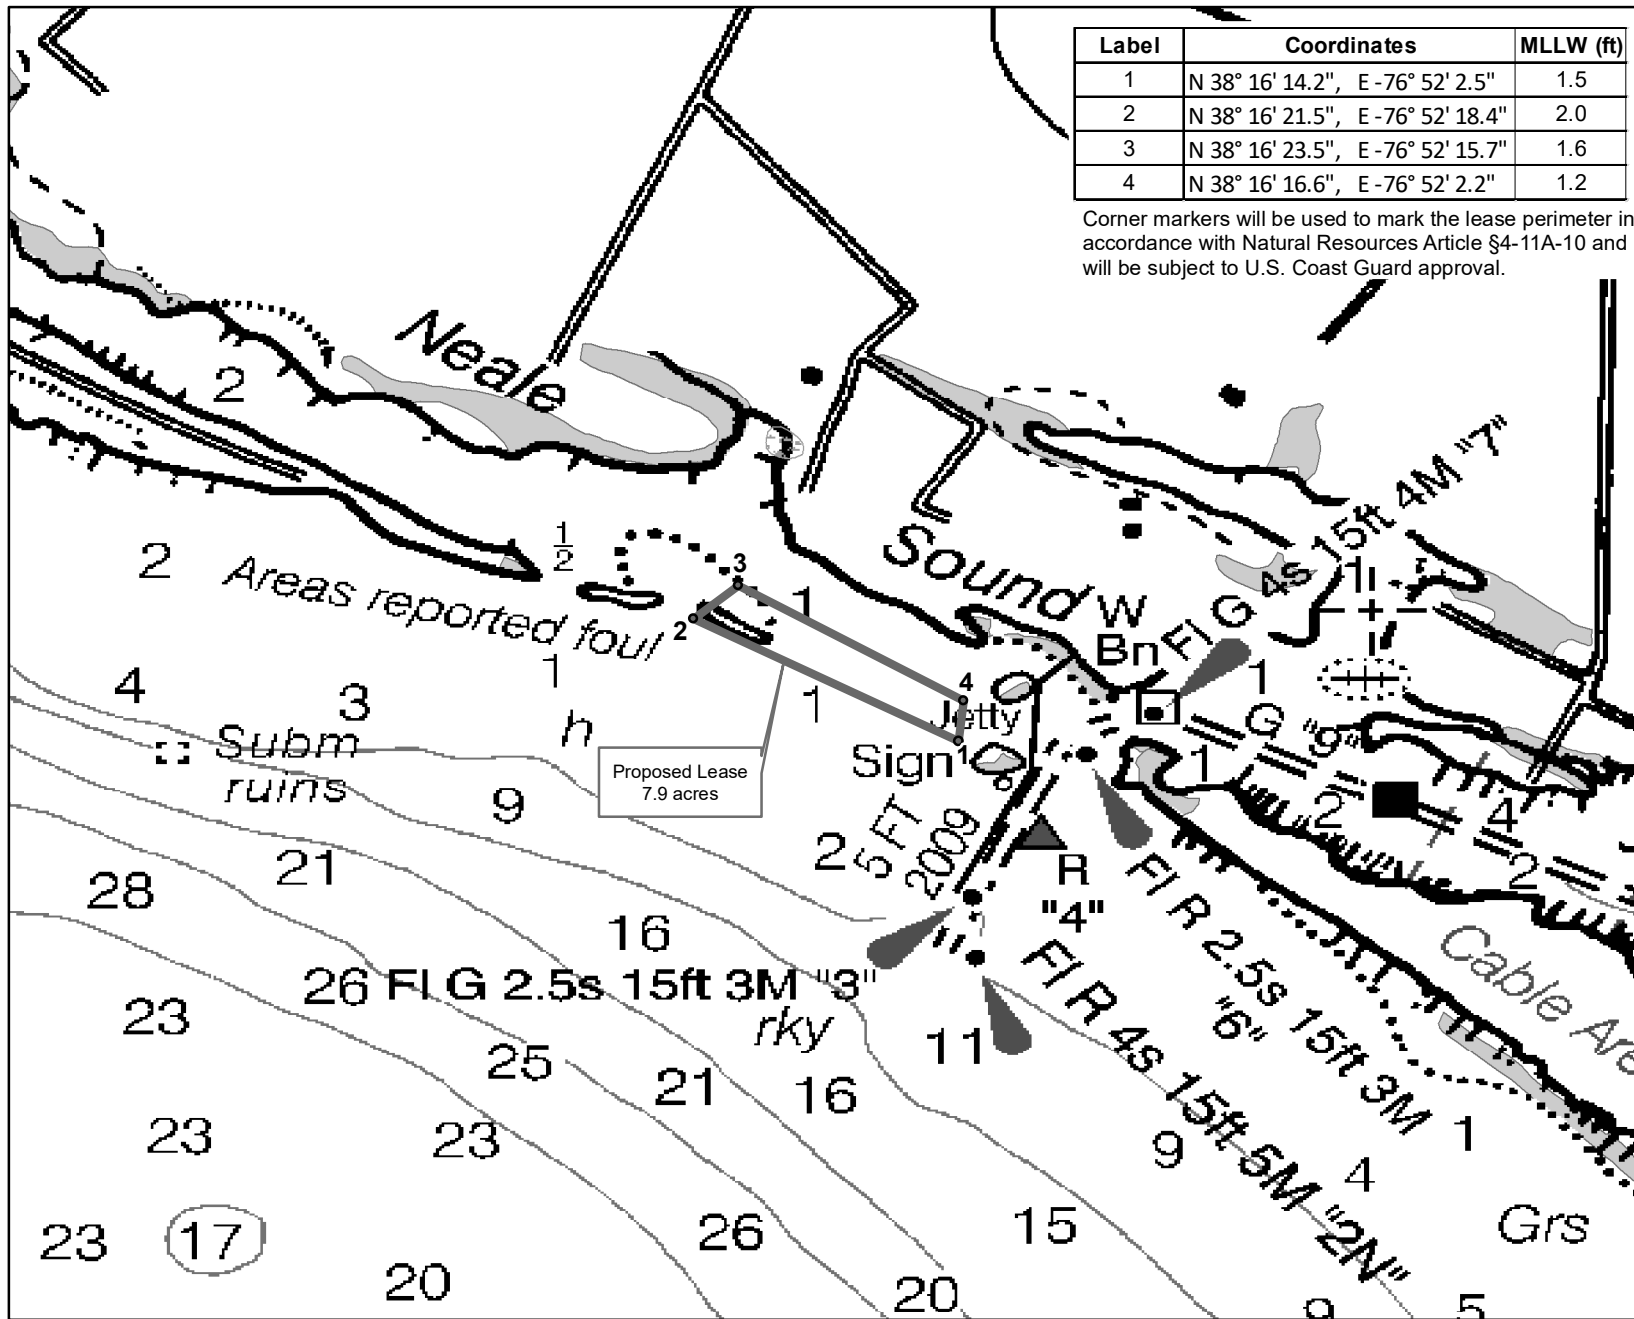 Label Coordinates MLLW (ft)
1 N 38° 16' 14.2", E -76° 52' 2.5" 1.5
2 N 38° 16' 21.5", E -76° 52' 18.4" 2.0
3 N 38° 16' 23.5", E -76° 52' 15.7" 1.6
4 N 38° 16' 16.6", E -76° 52' 2.2" 1.2
Corner markers will be used to mark the lease perimeter in
accordance with Natural Resources Article §4-11A-10 and
will be subject to U.S. Coast Guard approval.
Neale
Sound
2
Fl G 4s 15ft 4M "7"
1
2
1/2
Areas reported foul
3
2
1
W
Bn
4
3
1
h
1
4
Jetty
1
Sign
1
G "9"
1
Subm
ruins
Proposed Lease
7.9 acres
9
2
5 FT
2009
R
"4"
2
4
2
21
28
16
26
Fl G 2.5s 15ft 3M "3"
rky
11
Fl R 2.5s 15ft 3M
"6"
Fl R 4s 15ft 5M "2N"
Cable Are
23
25
21
16
23
23
9
1
4
23
17
26
15
Grs
20
20
9
5